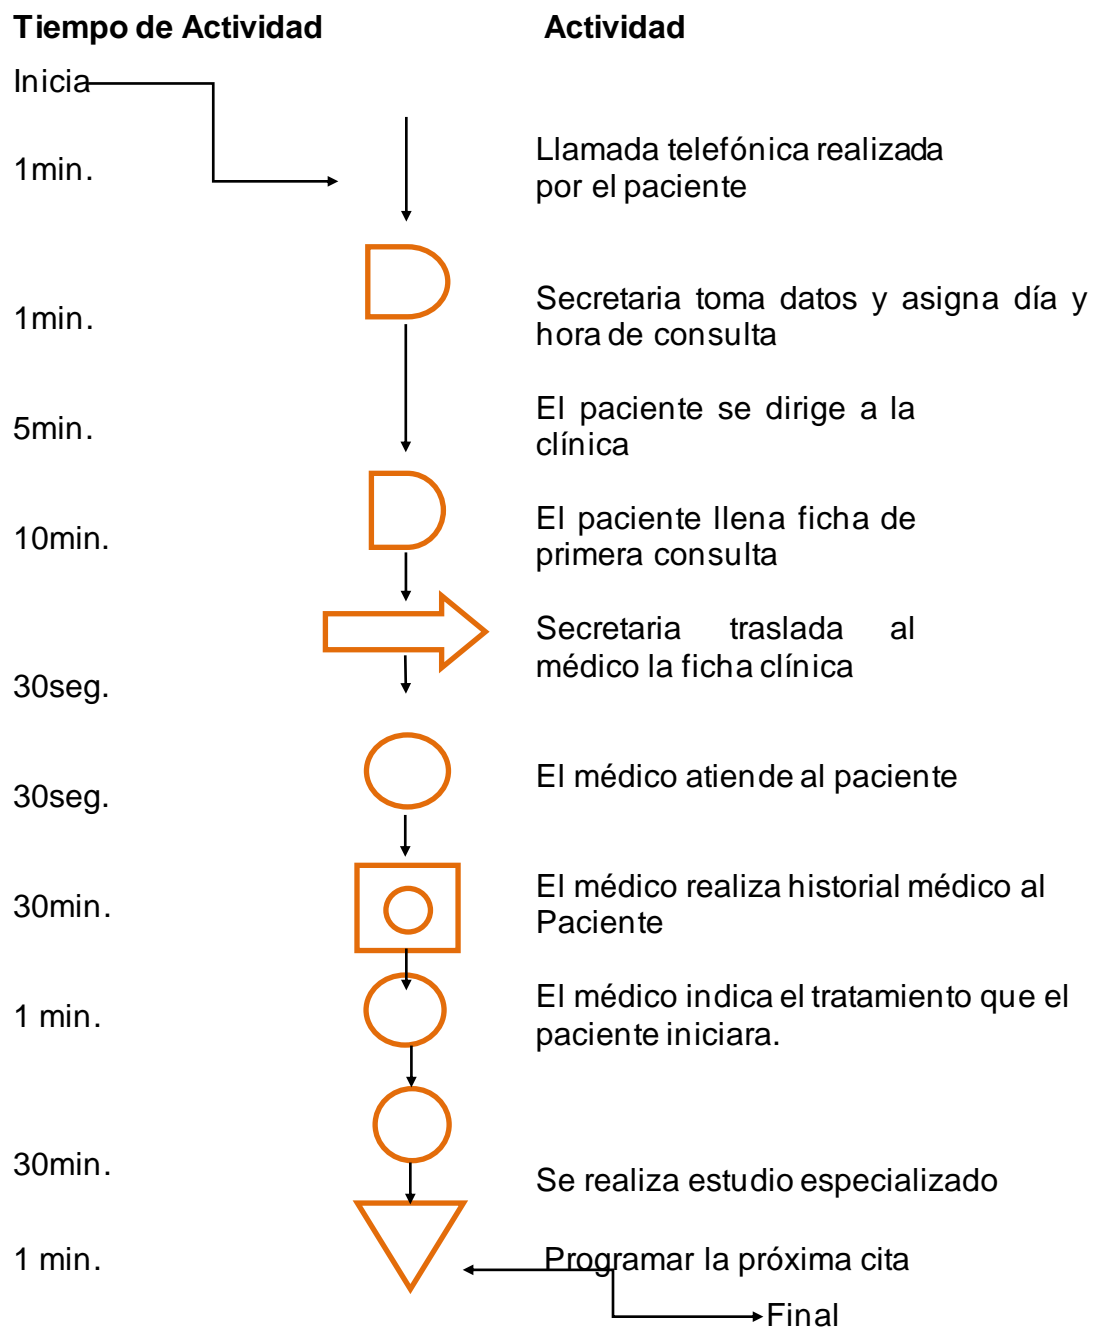 Tiempo de Actividad Actividad
Inicia
1min. Llamada telefónica realizada
por el paciente
1min. Secretaria toma datos y asigna día y
hora de consulta
5min. El paciente se dirige a la
clínica
10min. El paciente llena ficha de
primera consulta
Secretaria traslada al
médico la ficha clínica
30seg.
30seg. El médico atiende al paciente
30min. El médico realiza historial médico al
Paciente
1 min. El médico indica el tratamiento que el
paciente iniciara.
30min. Se realiza estudio especializado
1 min. Programar la próxima cita
Final